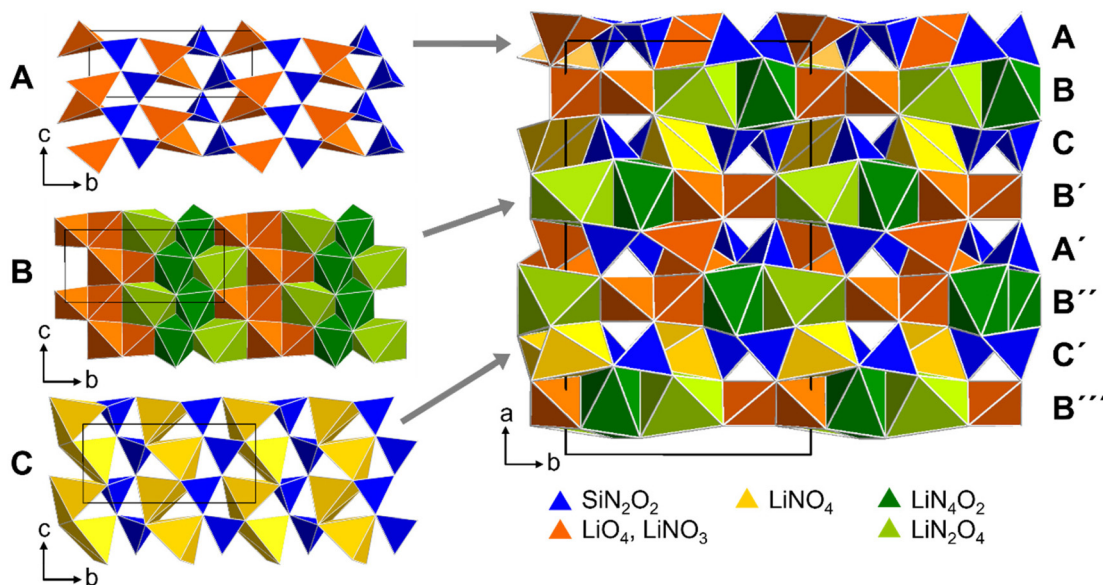 A
c
b
B
c
b
C
c
b
A
B
C
B´
A´
B´´
C´
B´´´
a
b
SiN₂O₂
LiNO₄
LiN₄O₂
LiO₄, LiNO₃
LiN₂O₄